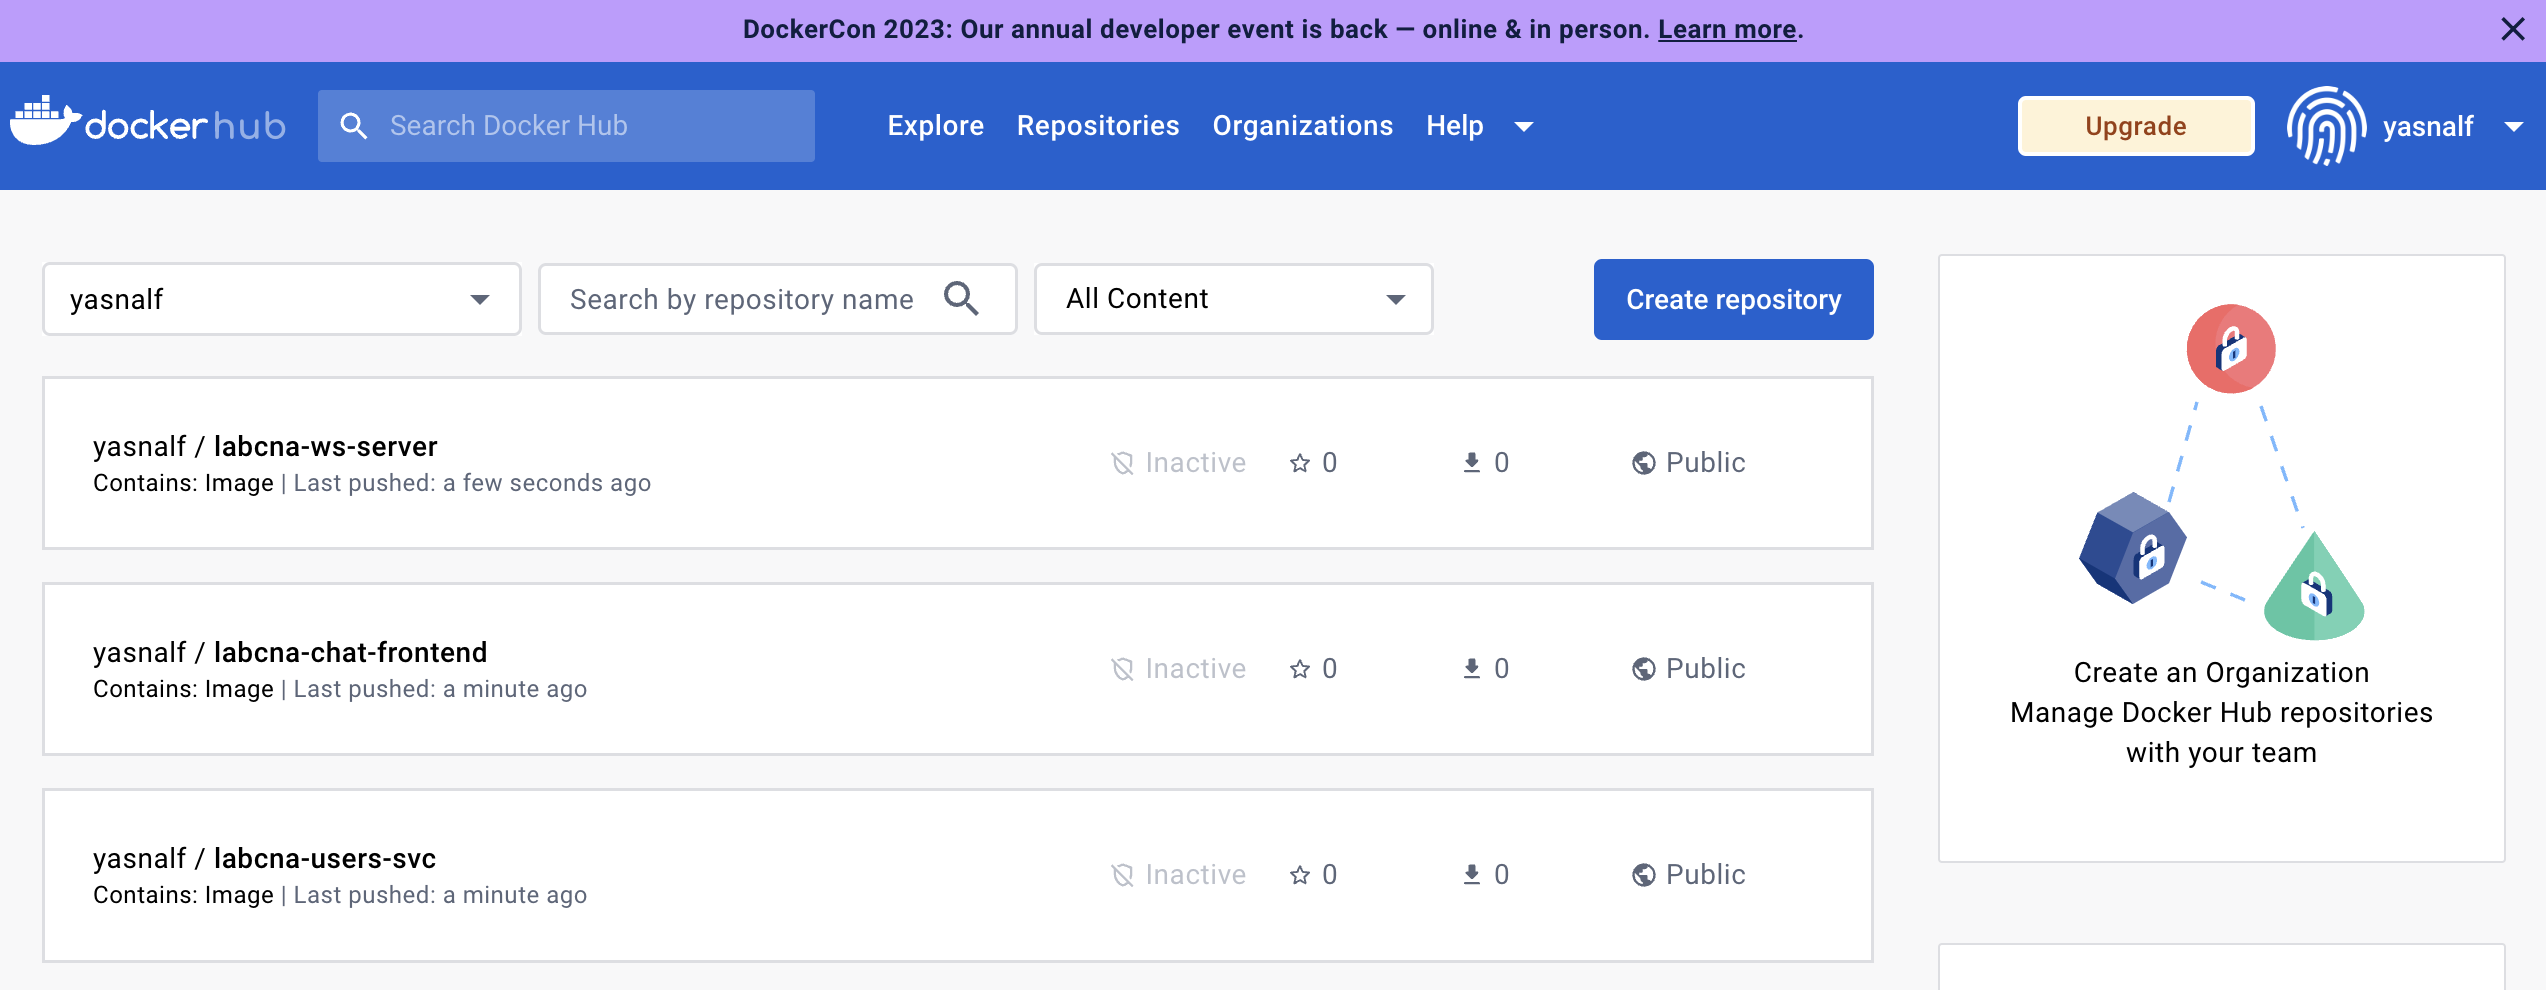 DockerCon 2023: Our annual developer event is back — online & in person. Learn more.
docker hub
Search Docker Hub
Explore
Repositories
Organizations
Help
Upgrade
yasnalf
yasnalf
Search by repository name
All Content
Create repository
yasnalf / labcna-ws-server
Contains: Image | Last pushed: a few seconds ago
Inactive
0
0
Public
yasnalf / labcna-chat-frontend
Contains: Image | Last pushed: a minute ago
Inactive
0
0
Public
yasnalf / labcna-users-svc
Contains: Image | Last pushed: a minute ago
Inactive
0
0
Public
Create an Organization
Manage Docker Hub repositories
with your team